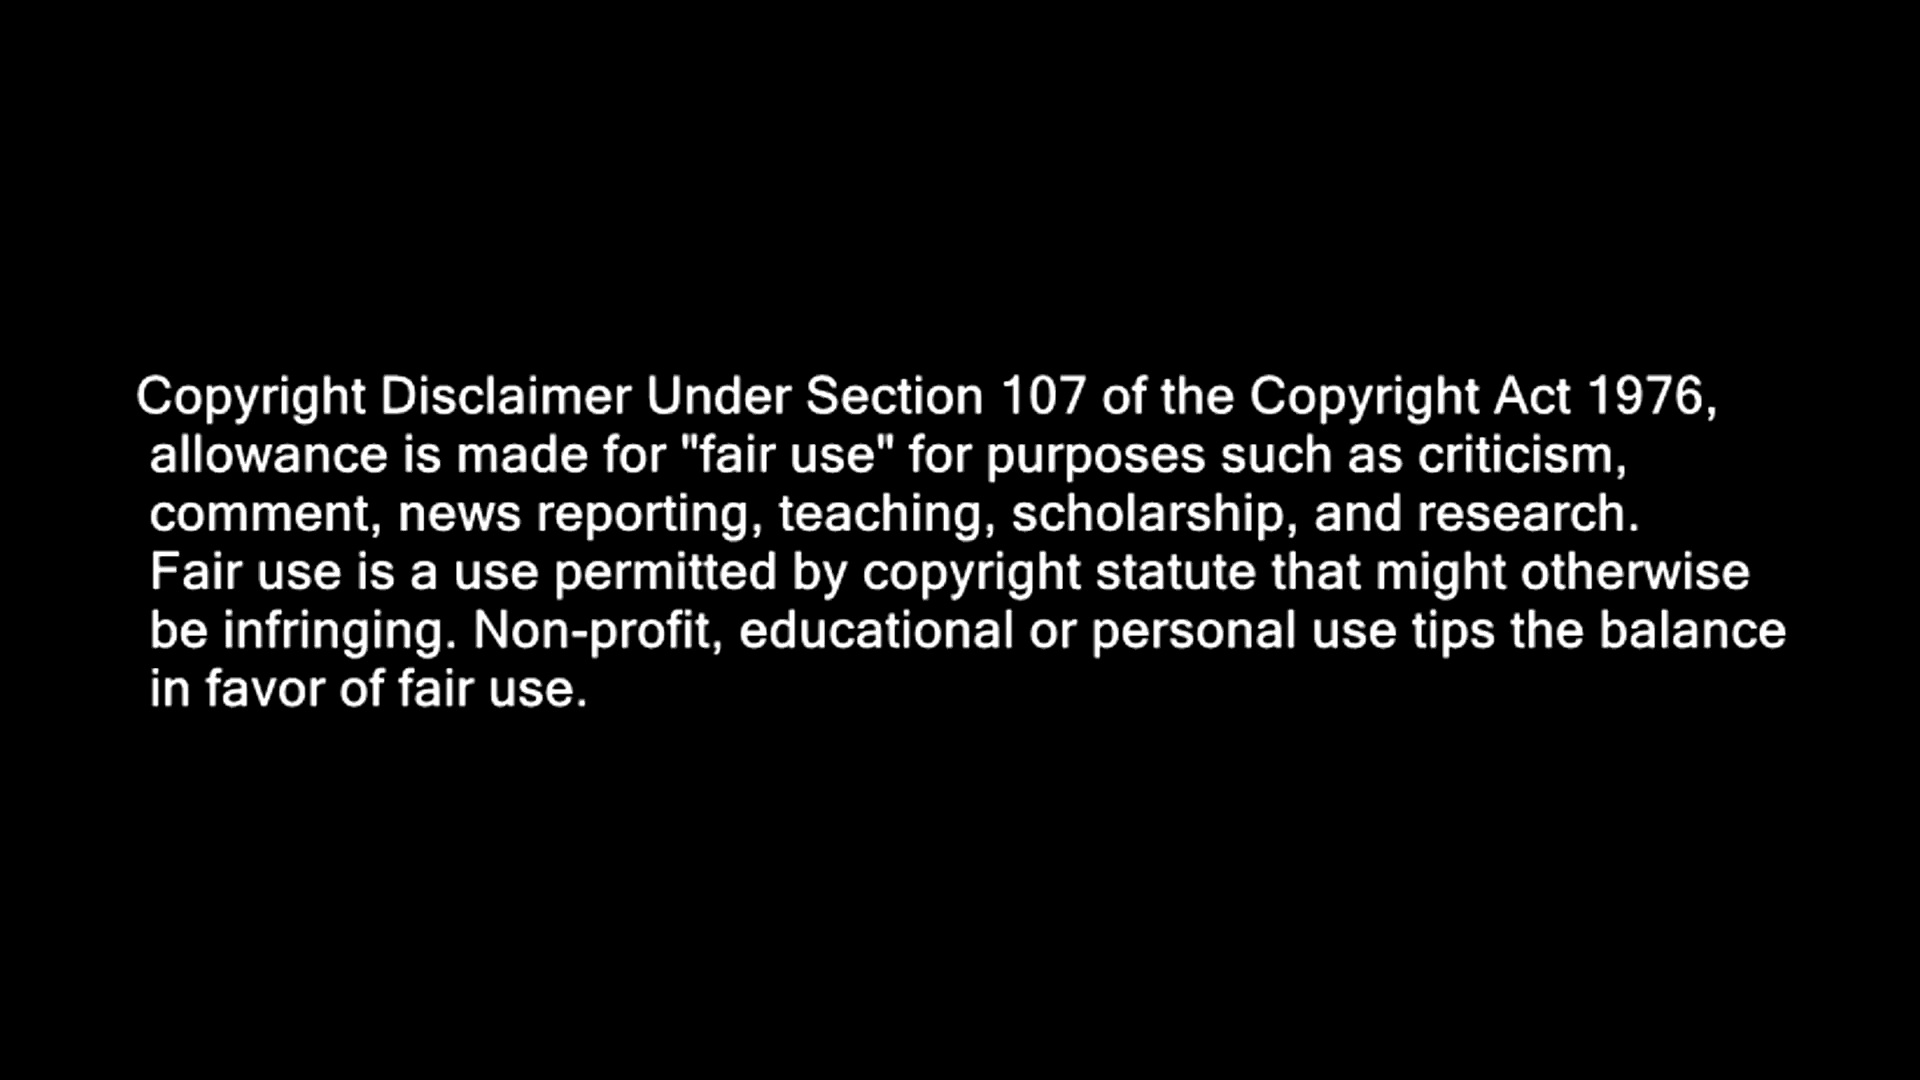 Copyright Disclaimer Under Section 107 of the Copyright Act 1976,
allowance is made for "fair use" for purposes such as criticism,
comment, news reporting, teaching, scholarship, and research.
Fair use is a use permitted by copyright statute that might otherwise
be infringing. Non-profit, educational or personal use tips the balance
in favor of fair use.